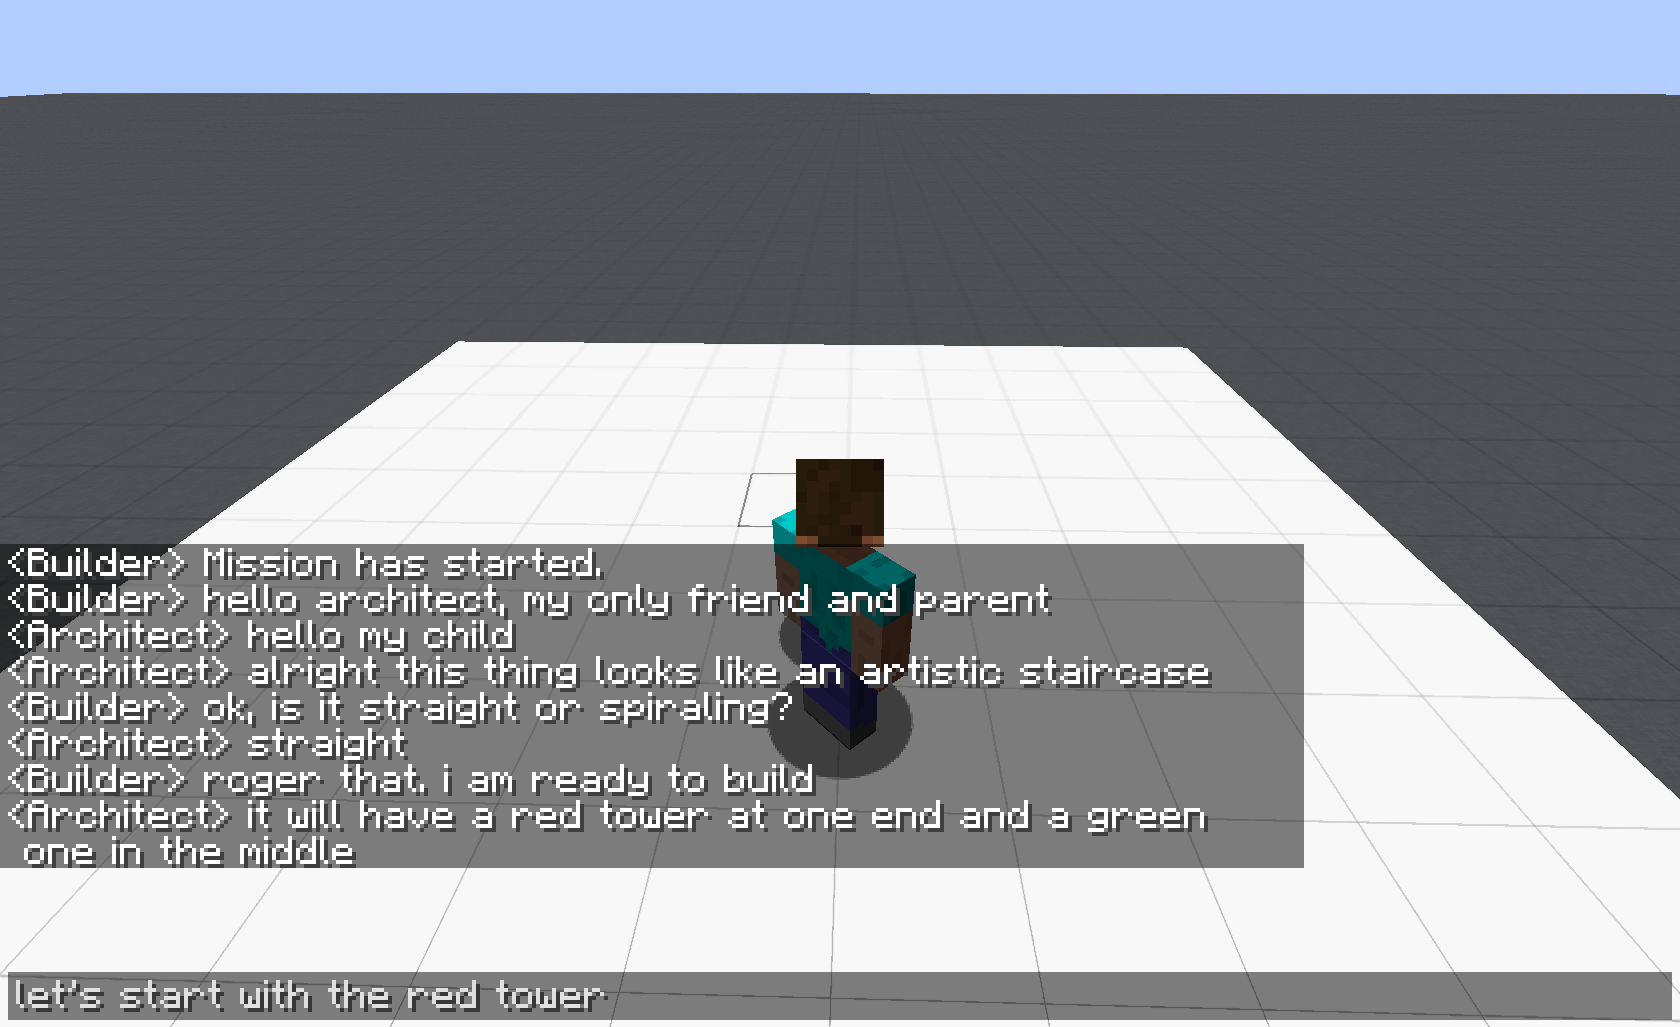 <Builder> Mission has started.
<Builder> hello architect, my only friend and parent
<Architect> hello my child
<Architect> alright this thing looks like an artistic staircase
<Builder> ok, is it straight or spiraling?
<Architect> straight
<Builder> roger that. i am ready to build
<Architect> it will have a red tower at one end and a green
one in the middle
let's start with the red tower